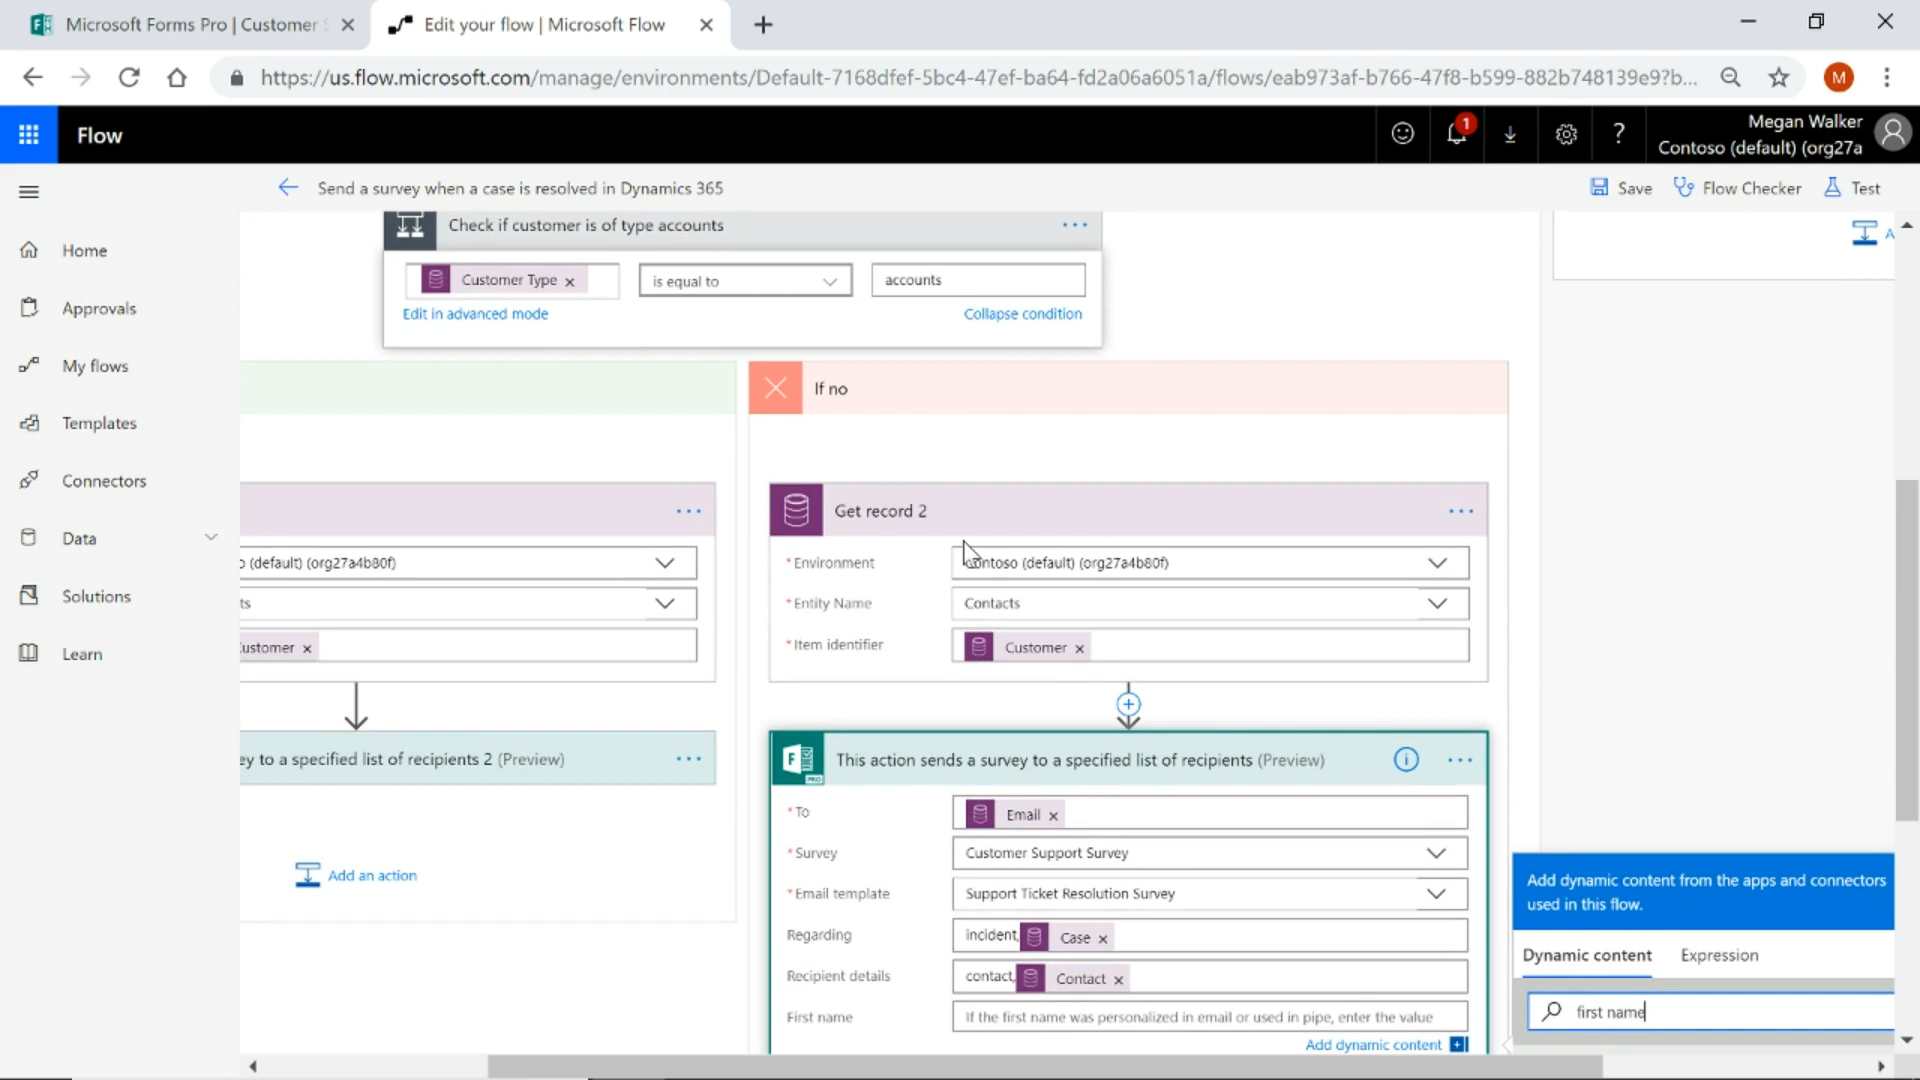 Microsoft Forms Pro | Customer S
Edit your flow | Microsoft Flow
https://us.flow.microsoft.com/manage/environments/Default-7168dfef-5bc4-47ef-ba64-fd2a06a6051a/flows/eab973af-b766-47f8-b599-882b748139e9?b...
M
Flow
1
?
Megan Walker
Contoso (default) (org27a
Send a survey when a case is resolved in Dynamics 365
Save
Flow Checker
Test
Home
Approvals
My flows
Templates
Connectors
Data
Solutions
Learn
Check if customer is of type accounts
Customer Type
is equal to
accounts
Edit in advanced mode
Collapse condition
A
If no
o (default) (org27a4b80f)
ts
Customer
ey to a specified list of recipients 2 (Preview)
Add an action
Get record 2
*Environment
Contoso (default) (org27a4b80f)
*Entity Name
Contacts
*Item identifier
Customer
This action sends a survey to a specified list of recipients (Preview)
*To
Email
*Survey
Customer Support Survey
*Email template
Support Ticket Resolution Survey
Regarding
incident, Case
Recipient details
contact, Contact
First name
If the first name was personalized in email or used in pipe, enter the value
Add dynamic content
Add dynamic content from the apps and connectors
used in this flow.
Dynamic content
Expression
first name